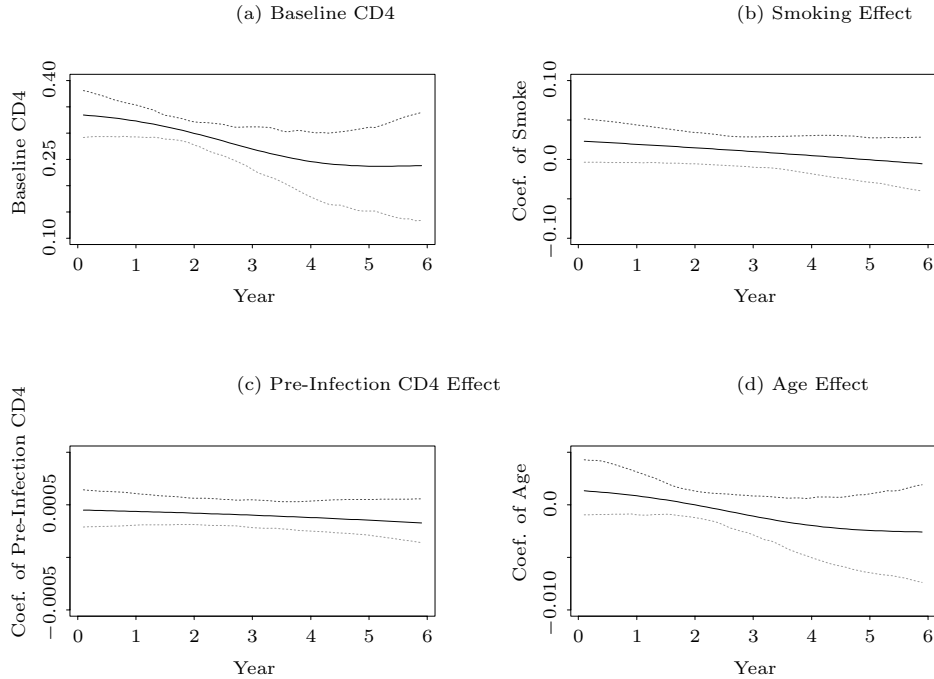 (a) Baseline CD4
(b) Smoking Effect
Baseline CD4
0.10 0.25 0.40
0 1 2 3 4 5 6
Year
Coef. of Smoke
−0.10 0.0 0.10
0 1 2 3 4 5 6
Year
(c) Pre-Infection CD4 Effect
(d) Age Effect
Coef. of Pre-Infection CD4
−0.0005 0.0005
0 1 2 3 4 5 6
Year
Coef. of Age
−0.010 0.0
0 1 2 3 4 5 6
Year